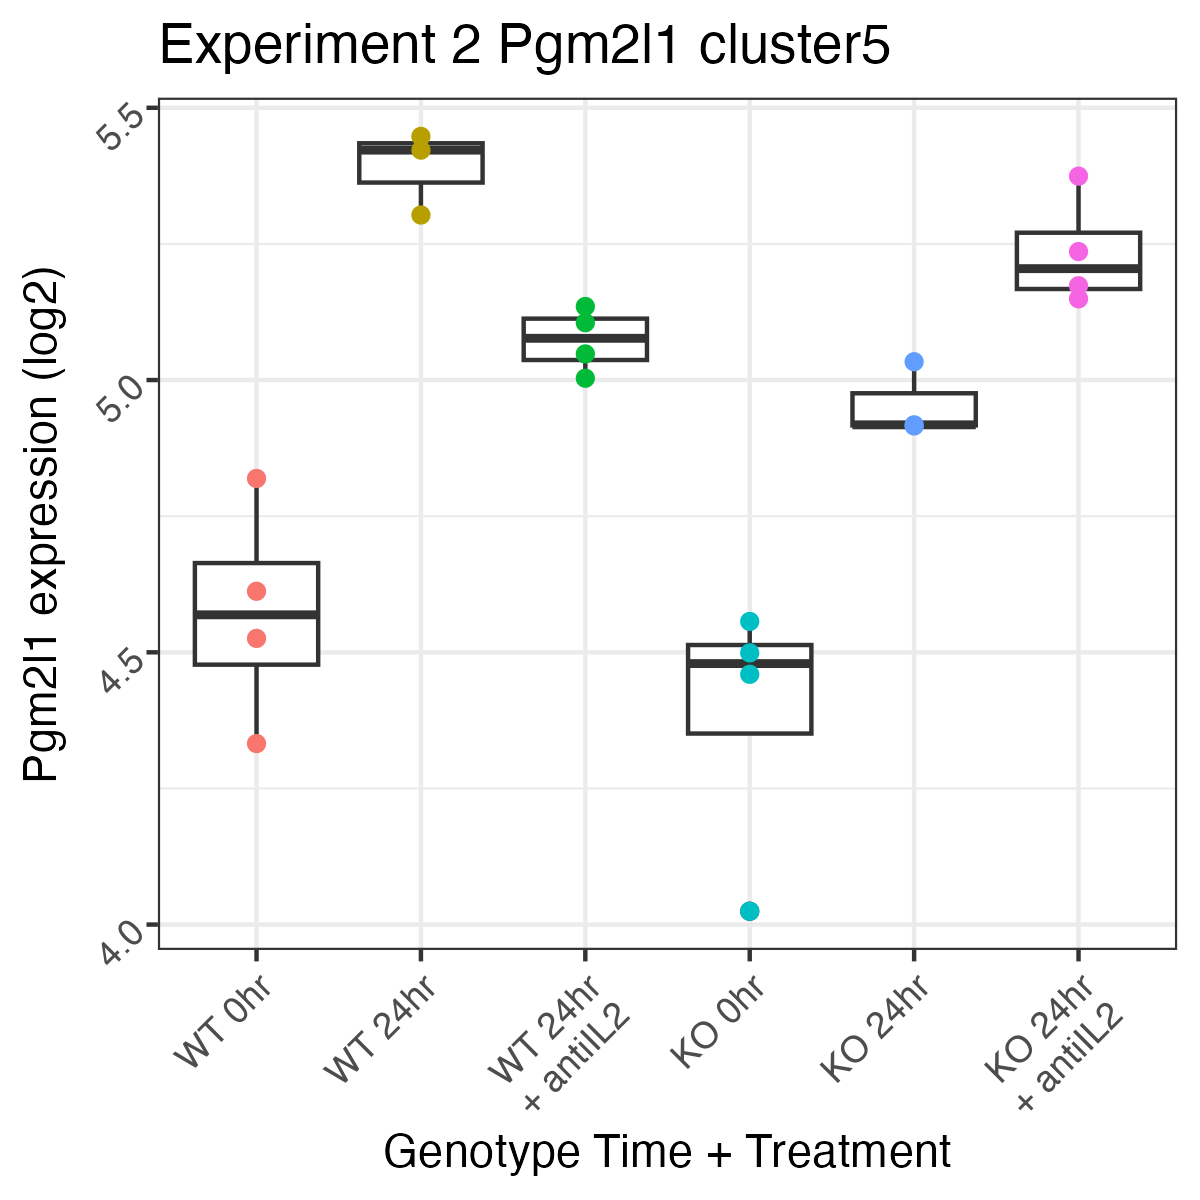 Experiment 2 Pgm2l1 cluster5
Pgm2l1 expression (log2)
5.5
5.0
4.5
4.0
WT 0hr
WT 24hr
WT 24hr
+ antiIL2
KO 0hr
KO 24hr
KO 24hr
+ antiIL2
Genotype Time + Treatment